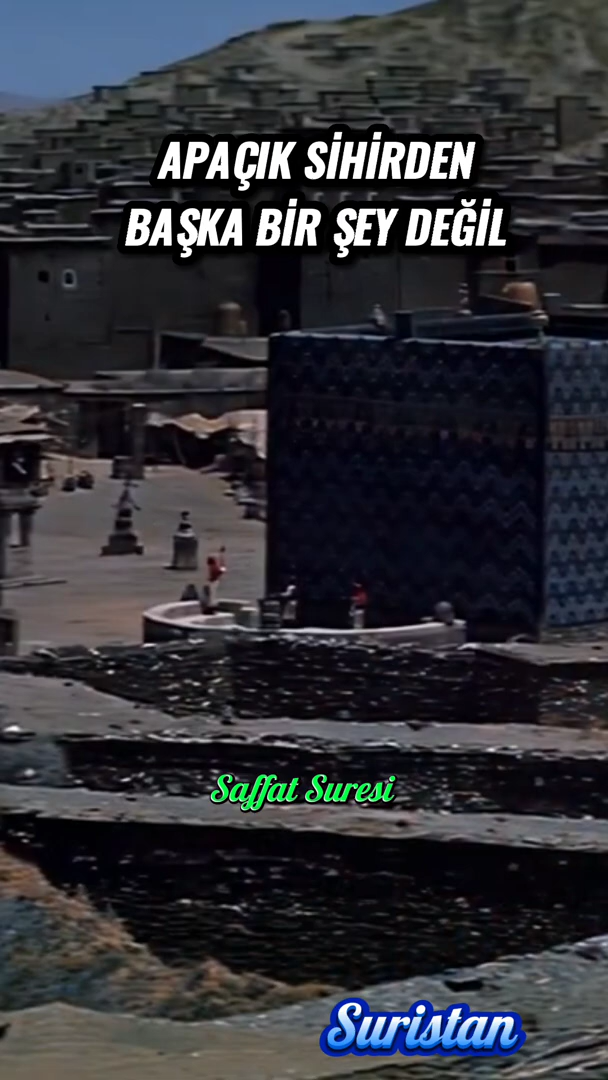 APAÇIK SİHİRDEN
BAŞKA BİR ŞEY DEĞİL
Saffat Suresi
Suristan